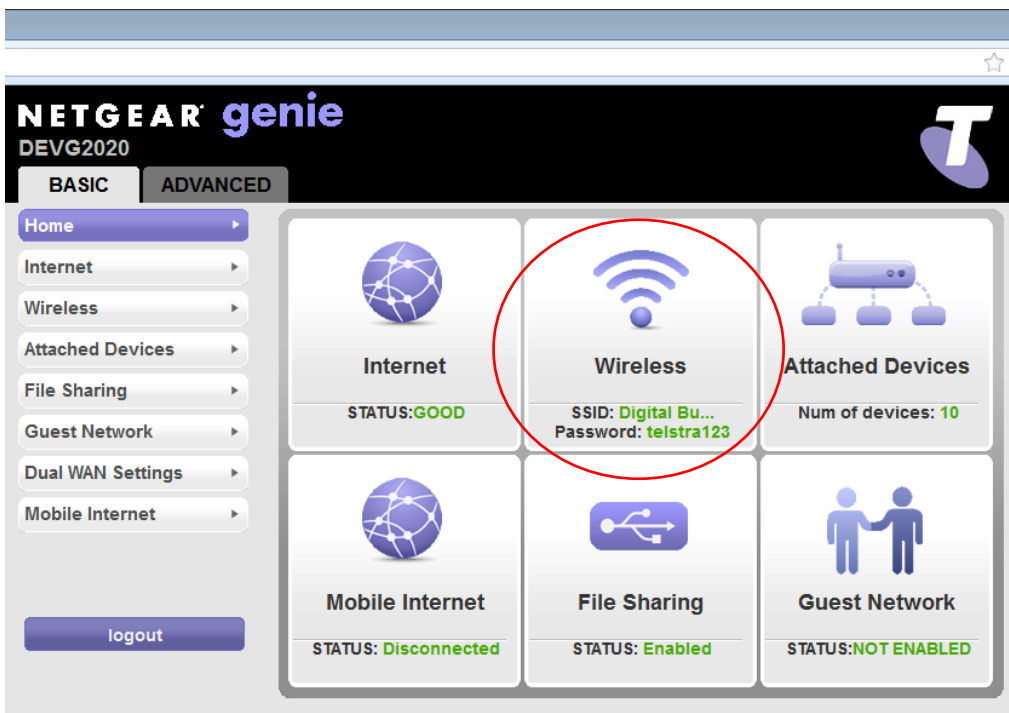 NETGEAR genie
DEVG2020
BASIC ADVANCED
Home
Internet
Wireless
Attached Devices
File Sharing
Guest Network
Dual WAN Settings
Mobile Internet
logout
Internet
STATUS:GOOD
Wireless
SSID: Digital Bu...
Password: telstra123
Attached Devices
Num of devices: 10
Mobile Internet
STATUS: Disconnected
File Sharing
STATUS: Enabled
Guest Network
STATUS:NOT ENABLED
T